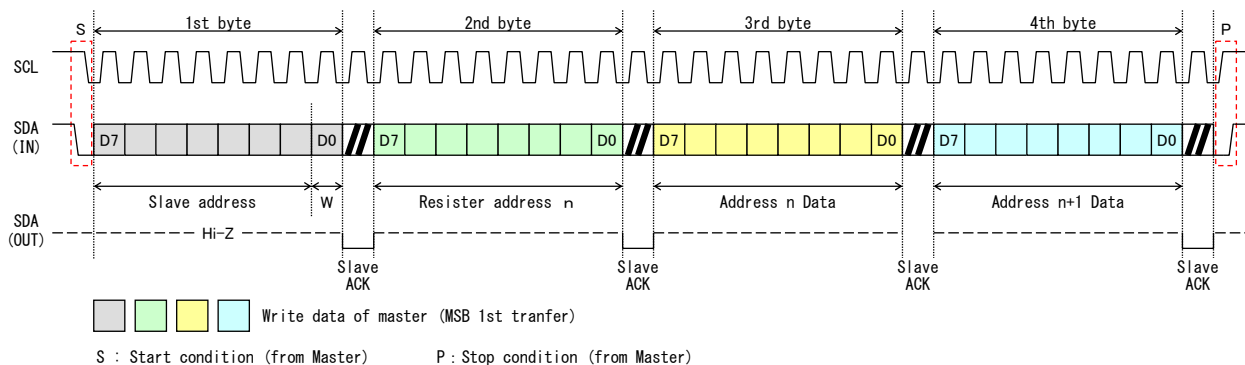 S 1st byte 2nd byte 3rd byte 4th byte P
SCL
SDA
(IN)
D7 D0 D7 D0 D7 D0 D7 D0
Slave address W Resister address n Address n Data Address n+1 Data
SDA
(OUT)
Hi-Z
Slave
ACK
Slave
ACK
Slave
ACK
Slave
ACK
Write data of master (MSB 1st tranfer)
S : Start condition (from Master) P : Stop condition (from Master)